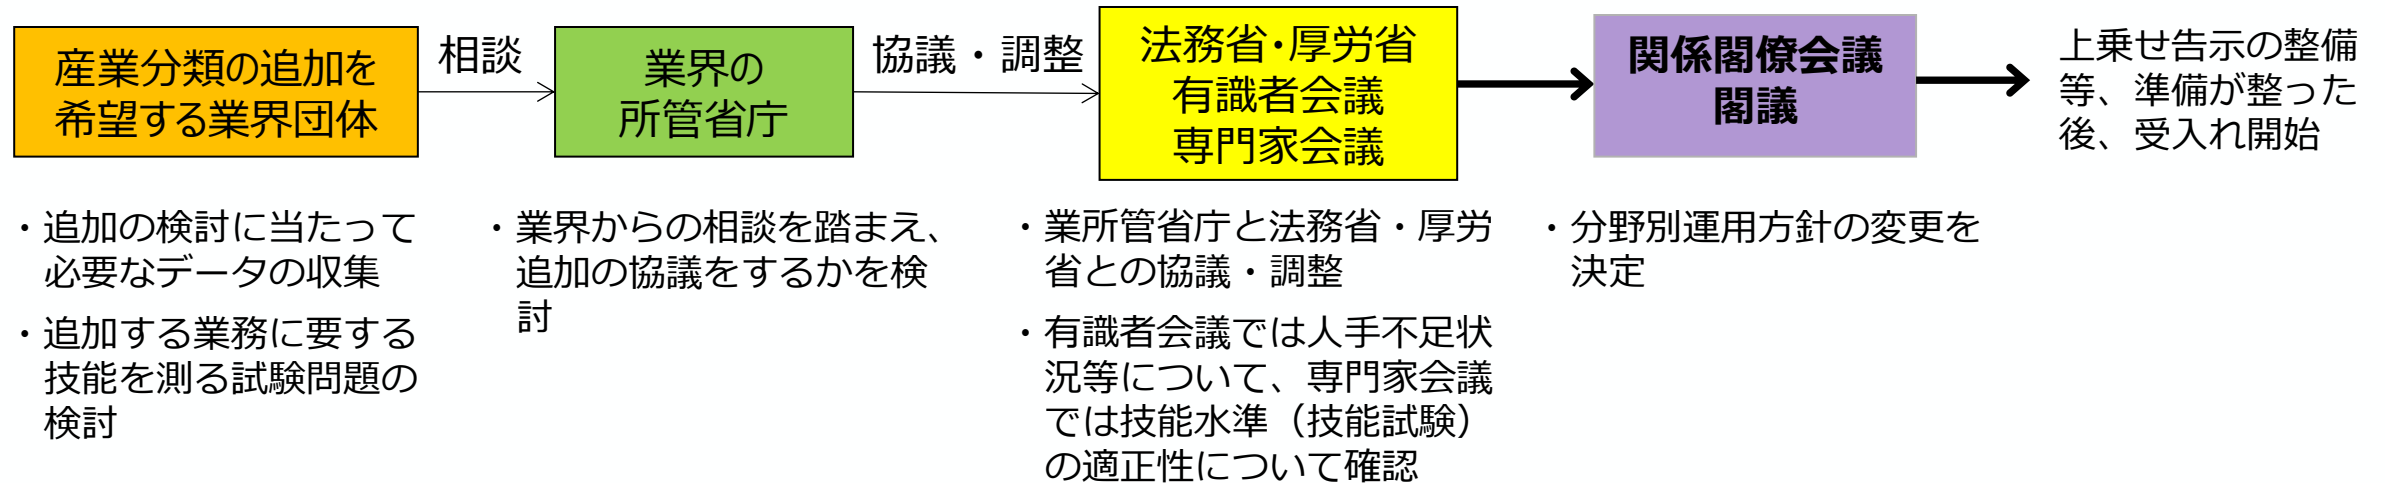 産業分類の追加を
希望する業界団体
相談
業界の
所管省庁
協議・調整
法務省・厚労省
有識者会議
専門家会議
関係閣僚会議
閣議
上乗せ告示の整備
等、準備が整った
後、受入れ開始
・追加の検討に当たって
必要なデータの収集
・追加する業務に要する
技能を測る試験問題の
検討
・業界からの相談を踏まえ、
追加の協議をするかを検
討
・業所管省庁と法務省・厚労
省との協議・調整
・有識者会議では人手不足状
況等について、専門家会議
では技能水準（技能試験）
の適正性について確認
・分野別運用方針の変更を
決定